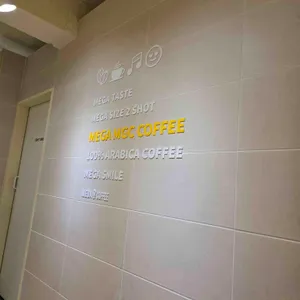 MEGA TASTE
MEGA SIZE 2 SHOT
MEGA MGC COFFEE
100% ARABICA COFFEE
MEGA SMILE